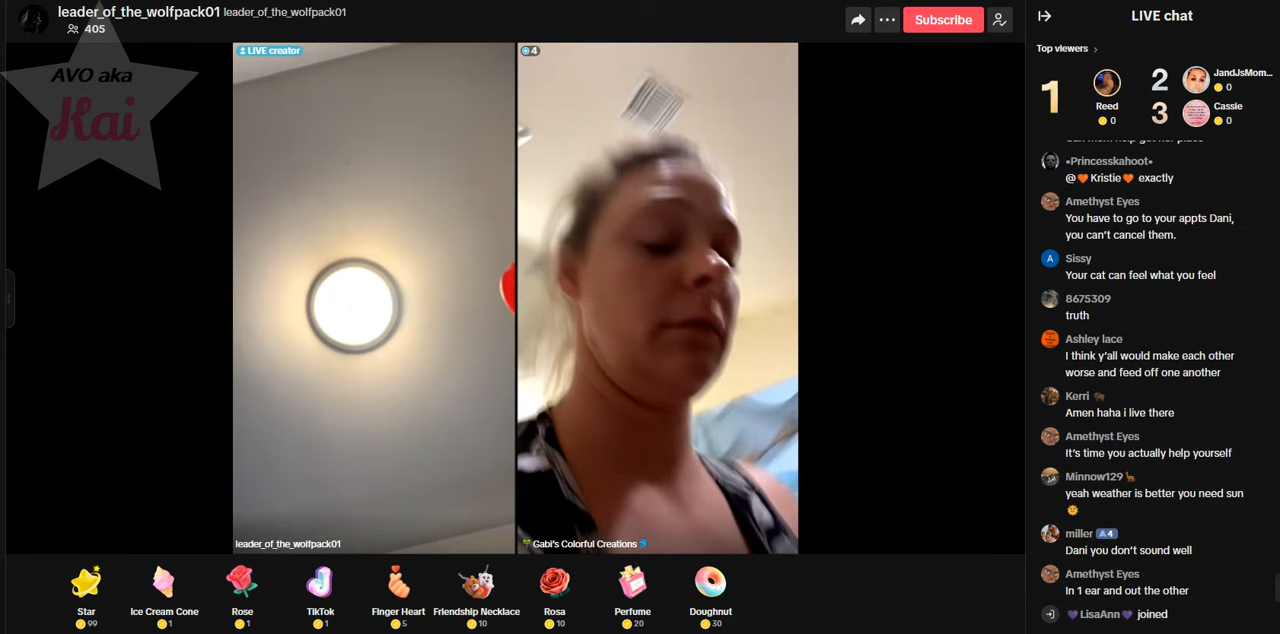 leader_of_the_wolfpack01 leader_of_the_wolfpack01
405
Subscribe
AVO aka
Kai
LIVE creator
4
leader_of_the_wolfpack01
Gabi's Colorful Creations
Star
99
Ice Cream Cone
1
Rose
1
TikTok
1
Finger Heart
5
Friendship Necklace
10
Rosa
10
Perfume
20
Doughnut
30
LIVE chat
Top viewers
1
Reed
0
2
JandJsMom...
0
3
Cassie
0
•Princesskahoot•
@🧡Kristie🧡 exactly
Amethyst Eyes
You have to go to your appts Dani,
you can't cancel them.
A
Sissy
Your cat can feel what you feel
8675309
truth
Ashley lace
I think y'all would make each other
worse and feed off one another
Kerri
Amen haha i live there
Amethyst Eyes
It's time you actually help yourself
Minnow129
yeah weather is better you need sun
🌞
miller 4
Dani you don't sound well
Amethyst Eyes
In 1 ear and out the other
💜LisaAnn💜 joined